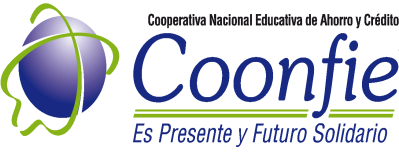 Cooperativa Nacional Educativa de Ahorro y Crédito
Coonfie
Es Presente y Futuro Solidario